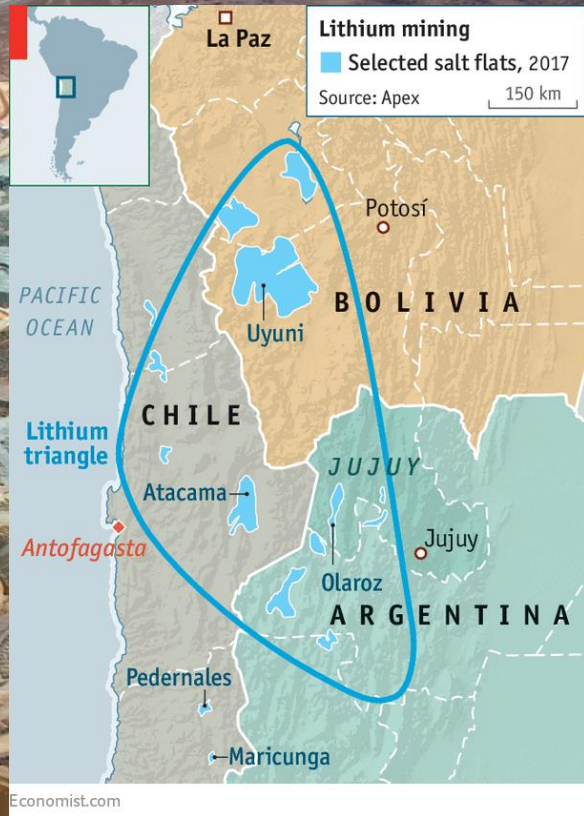 La Paz
Lithium mining
Selected salt flats, 2017
Source: Apex
150 km
Potosí
PACIFIC
OCEAN
BOLIVIA
Uyuni
CHILE
Lithium
triangle
JUJUY
Atacama
Antofagasta
Jujuy
Olaroz
ARGENTINA
Pedernales
Maricunga
Economist.com